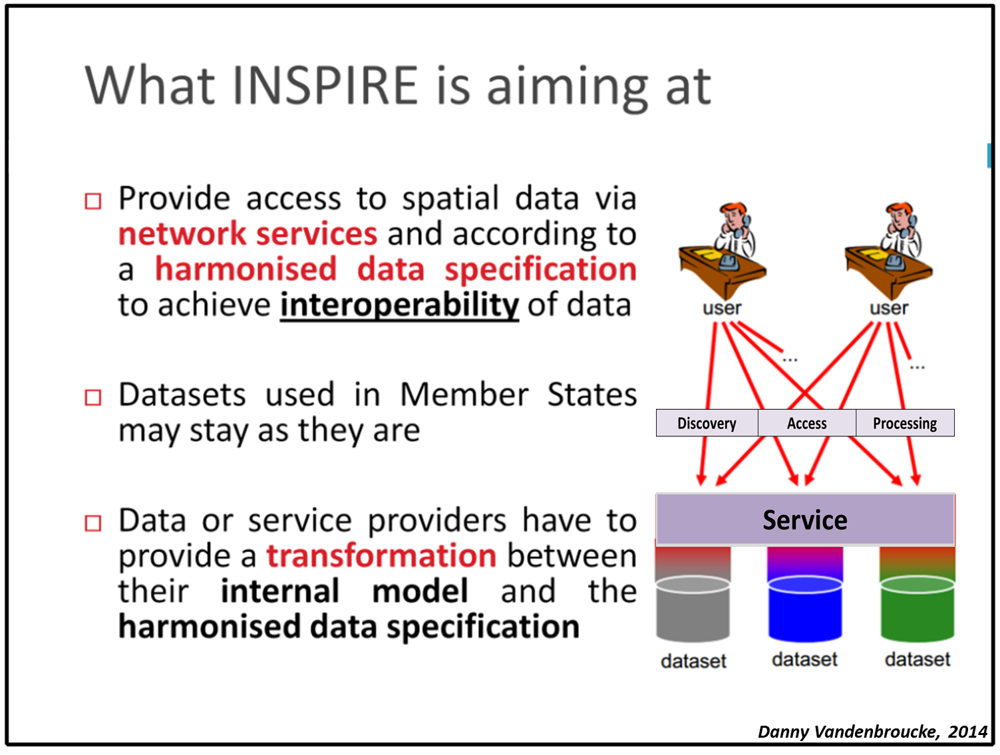 What INSPIRE is aiming at
Provide access to spatial data via
network services and according to
a harmonised data specification
to achieve interoperability of data
Datasets used in Member States
may stay as they are
Data or service providers have to
provide a transformation between
their internal model and the
harmonised data specification
user user
...
...
Discovery Access Processing
Service
dataset dataset dataset
Danny Vandenbroucke, 2014